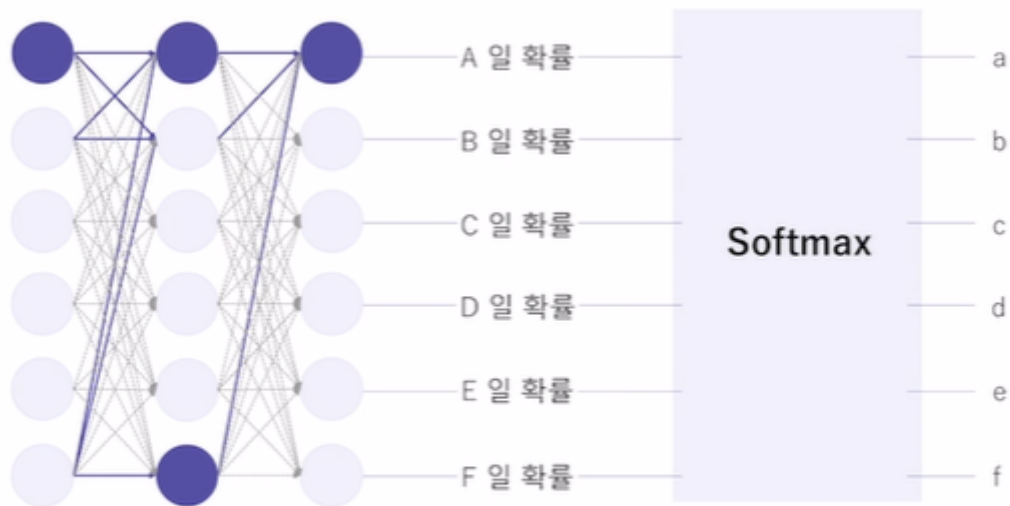 A 일 확률 a
B 일 확률 b
C 일 확률 c
Softmax
D 일 확률 d
E 일 확률 e
F 일 확률 f